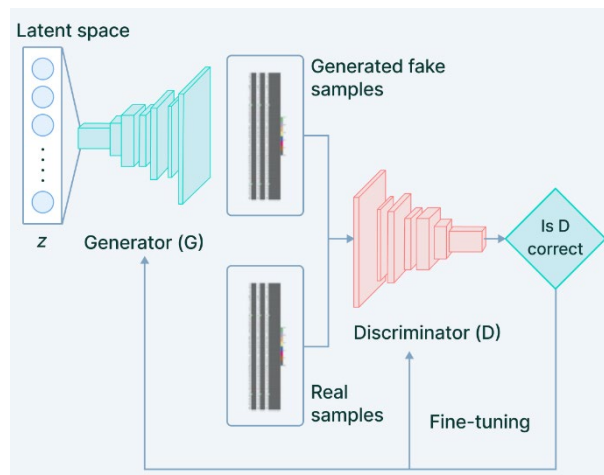 Latent space
Generated fake
samples
z
Generator (G)
Is D
correct
Discriminator (D)
Real
samples
Fine-tuning